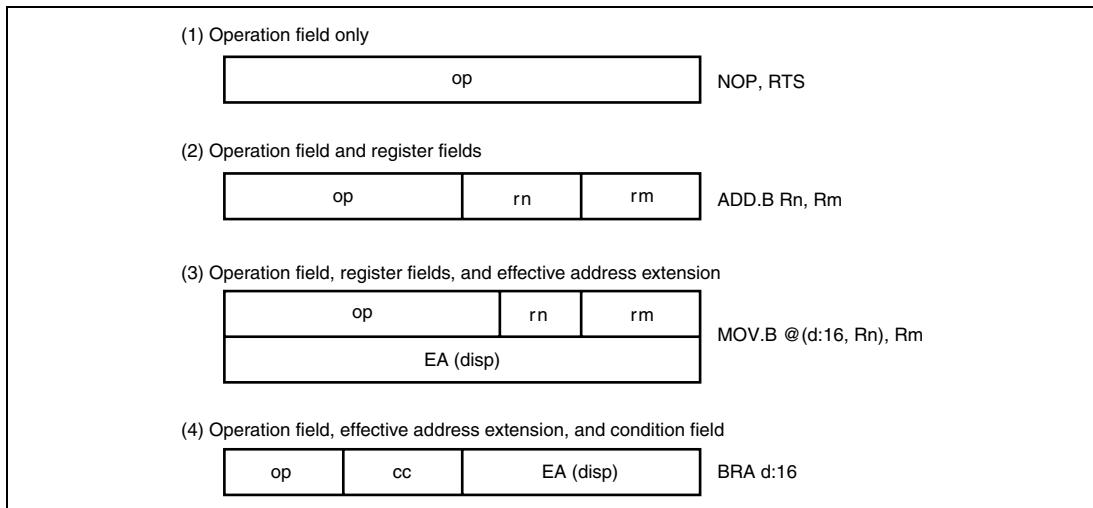 (1) Operation field only
op NOP, RTS
(2) Operation field and register fields
op rn rm ADD.B Rn, Rm
(3) Operation field, register fields, and effective address extension
op rn rm
MOV.B @(d:16, Rn), Rm
EA (disp)
(4) Operation field, effective address extension, and condition field
op cc EA (disp) BRA d:16